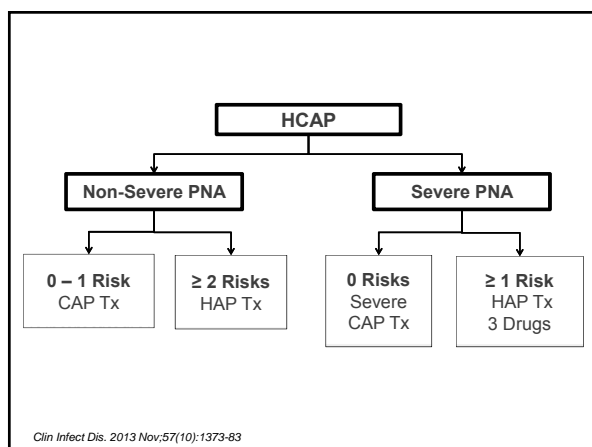 HCAP
Non-Severe PNA
Severe PNA
0 – 1 Risk
CAP Tx
≥ 2 Risks
HAP Tx
0 Risks
Severe
CAP Tx
≥ 1 Risk
HAP Tx
3 Drugs
Clin Infect Dis. 2013 Nov;57(10):1373-83